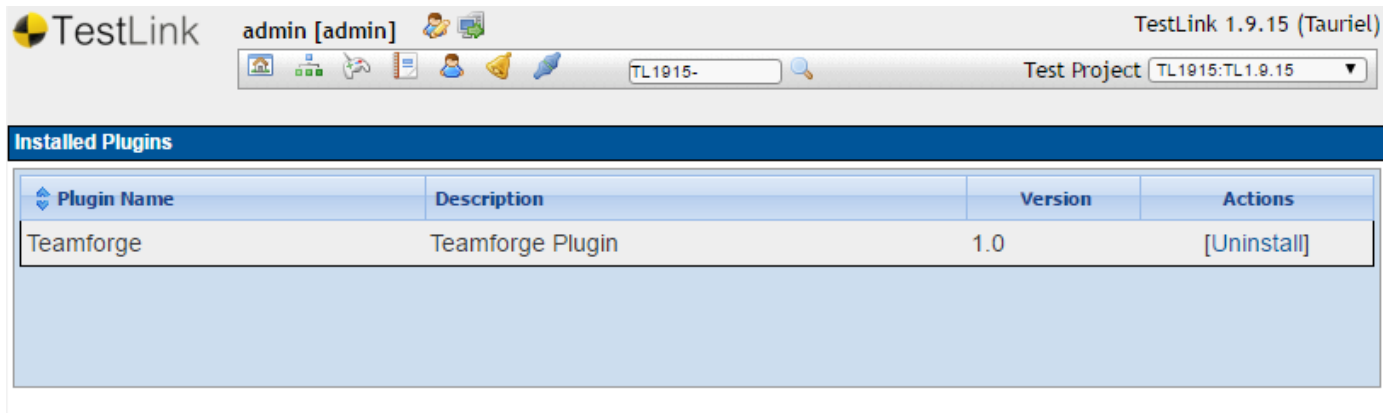 TestLink admin [admin] TestLink 1.9.15 (Tauriel)
TL1915- Test Project TL1915:TL1.9.15
Installed Plugins
Plugin Name Description Version Actions
Teamforge Teamforge Plugin 1.0 [Uninstall]